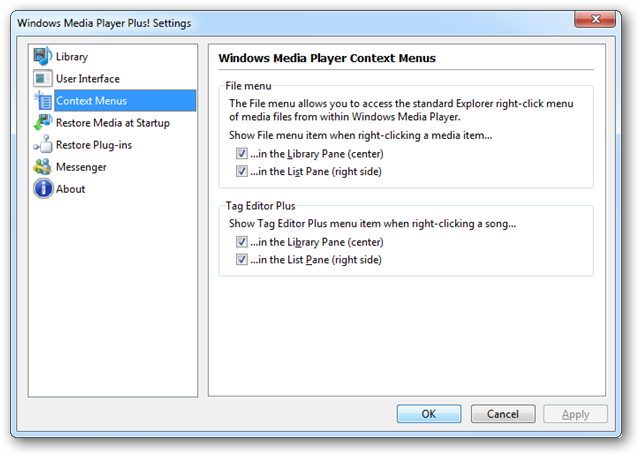 Windows Media Player Plus! Settings
Library
User Interface
Context Menus
Restore Media at Startup
Restore Plug-ins
Messenger
About
Windows Media Player Context Menus
File menu
The File menu allows you to access the standard Explorer right-click menu
of media files from within Windows Media Player.
Show File menu item when right-clicking a media item...
...in the Library Pane (center)
...in the List Pane (right side)
Tag Editor Plus
Show Tag Editor Plus menu item when right-clicking a song...
...in the Library Pane (center)
...in the List Pane (right side)
OK
Cancel
Apply